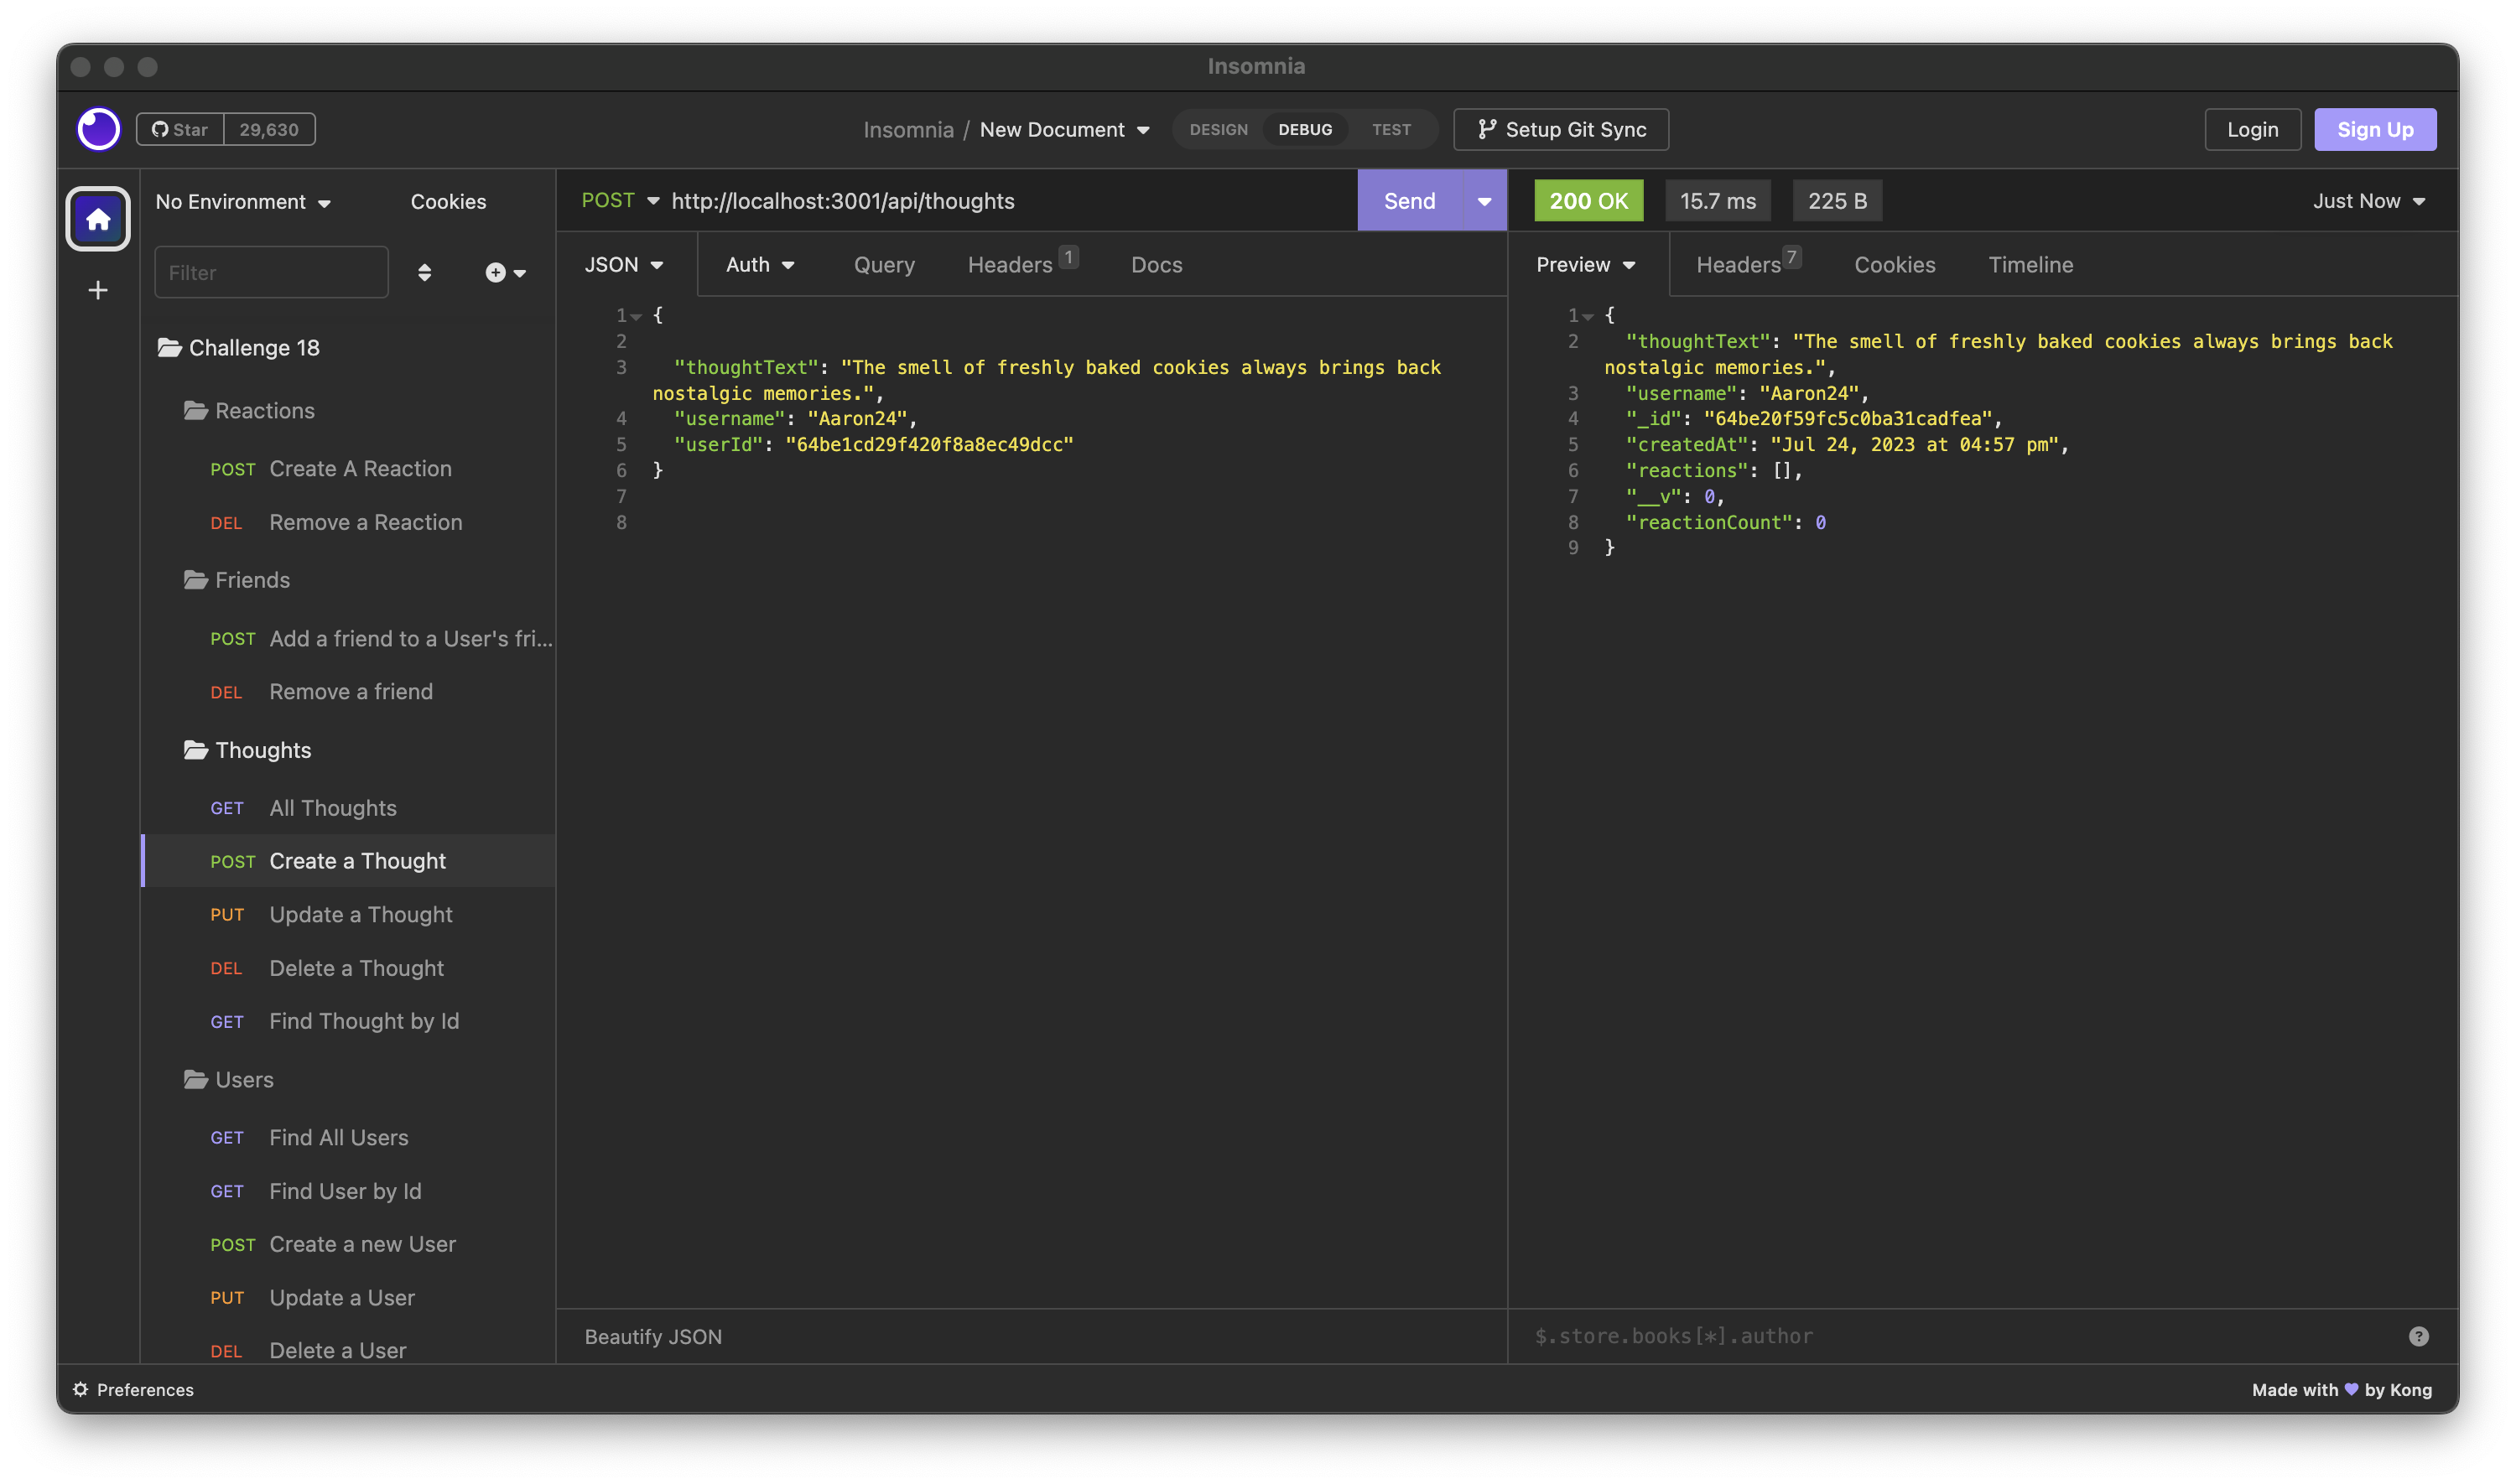 Insomnia
Star 29,630
Insomnia / New Document
DESIGN DEBUG TEST
Setup Git Sync
Login
Sign Up
No Environment
Cookies
Filter
Challenge 18
Reactions
POST Create A Reaction
DEL Remove a Reaction
Friends
POST Add a friend to a User's fri...
DEL Remove a friend
Thoughts
GET All Thoughts
POST Create a Thought
PUT Update a Thought
DEL Delete a Thought
GET Find Thought by Id
Users
GET Find All Users
GET Find User by Id
POST Create a new User
PUT Update a User
DEL Delete a User
POST http://localhost:3001/api/thoughts
Send
JSON Auth Query Headers 1 Docs
1 {
2
3 "thoughtText": "The smell of freshly baked cookies always brings back
nostalgic memories.",
4 "username": "Aaron24",
5 "userId": "64be1cd29f420f8a8ec49dcc"
6 }
7
8
Beautify JSON
200 OK 15.7 ms 225 B
Just Now
Preview Headers 7 Cookies Timeline
1 {
2 "thoughtText": "The smell of freshly baked cookies always brings back
nostalgic memories.",
3 "username": "Aaron24",
4 "_id": "64be20f59fc5c0ba31cadfea",
5 "createdAt": "Jul 24, 2023 at 04:57 pm",
6 "reactions": [],
7 "__v": 0,
8 "reactionCount": 0
9 }
$.store.books[*].author
?
Preferences
Made with 💜 by Kong